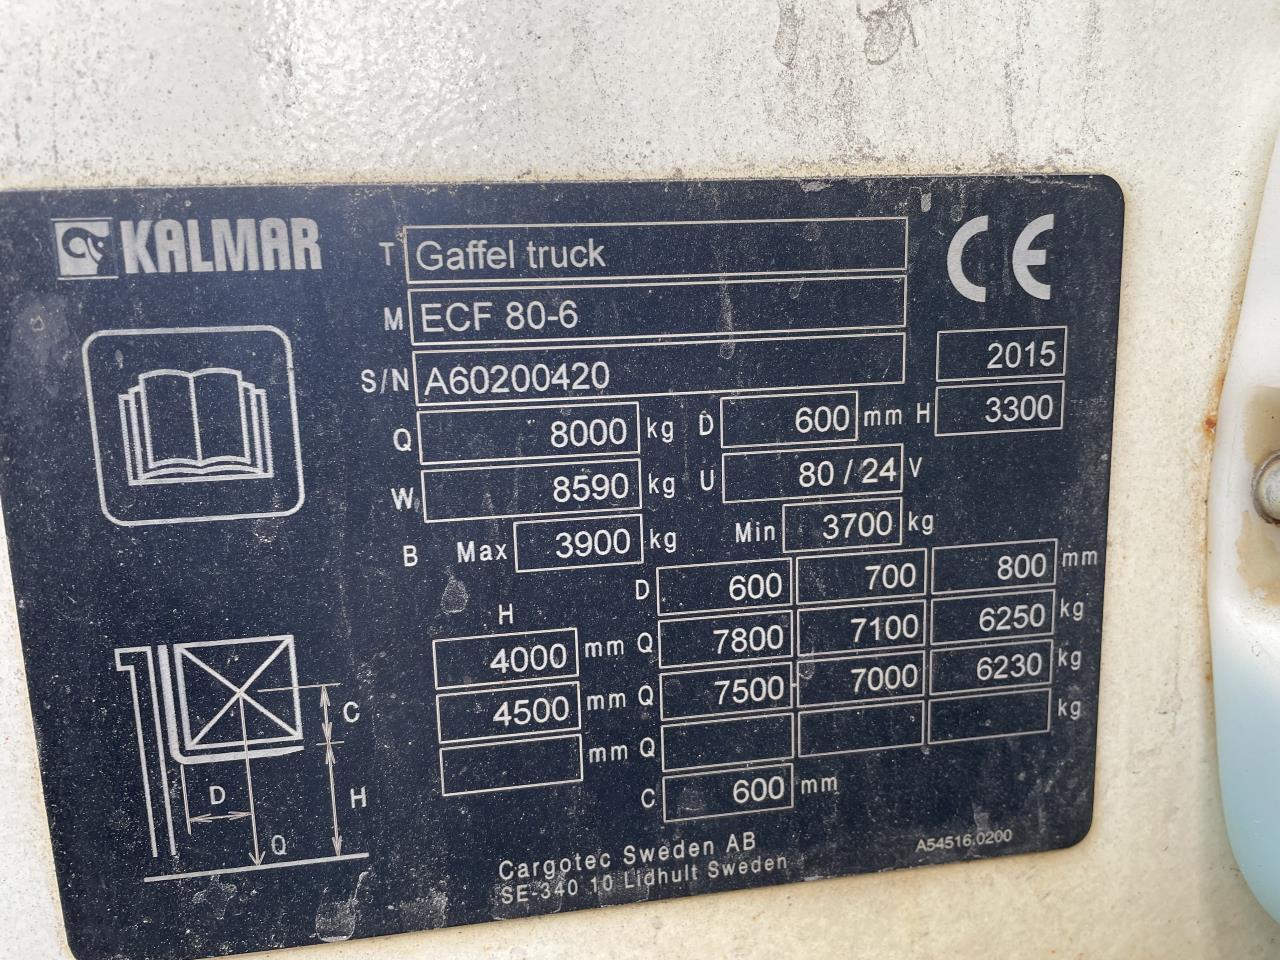 KALMAR
T Gaffel truck
CE
M ECF 80-6
S/N A60200420 2015
Q 8000 kg D 600 mm H 3300
W 8590 kg U 80 / 24 V
B Max 3900 kg Min 3700 kg
D 600 700 800 mm
H
4000 mm Q 7800 7100 6250 kg
4500 mm Q 7500 7000 6230 kg
mm Q kg
C 600 mm
C
D
H
Q
Cargotec Sweden AB
SE-340 10 Lidhult Sweden
A54516.0200